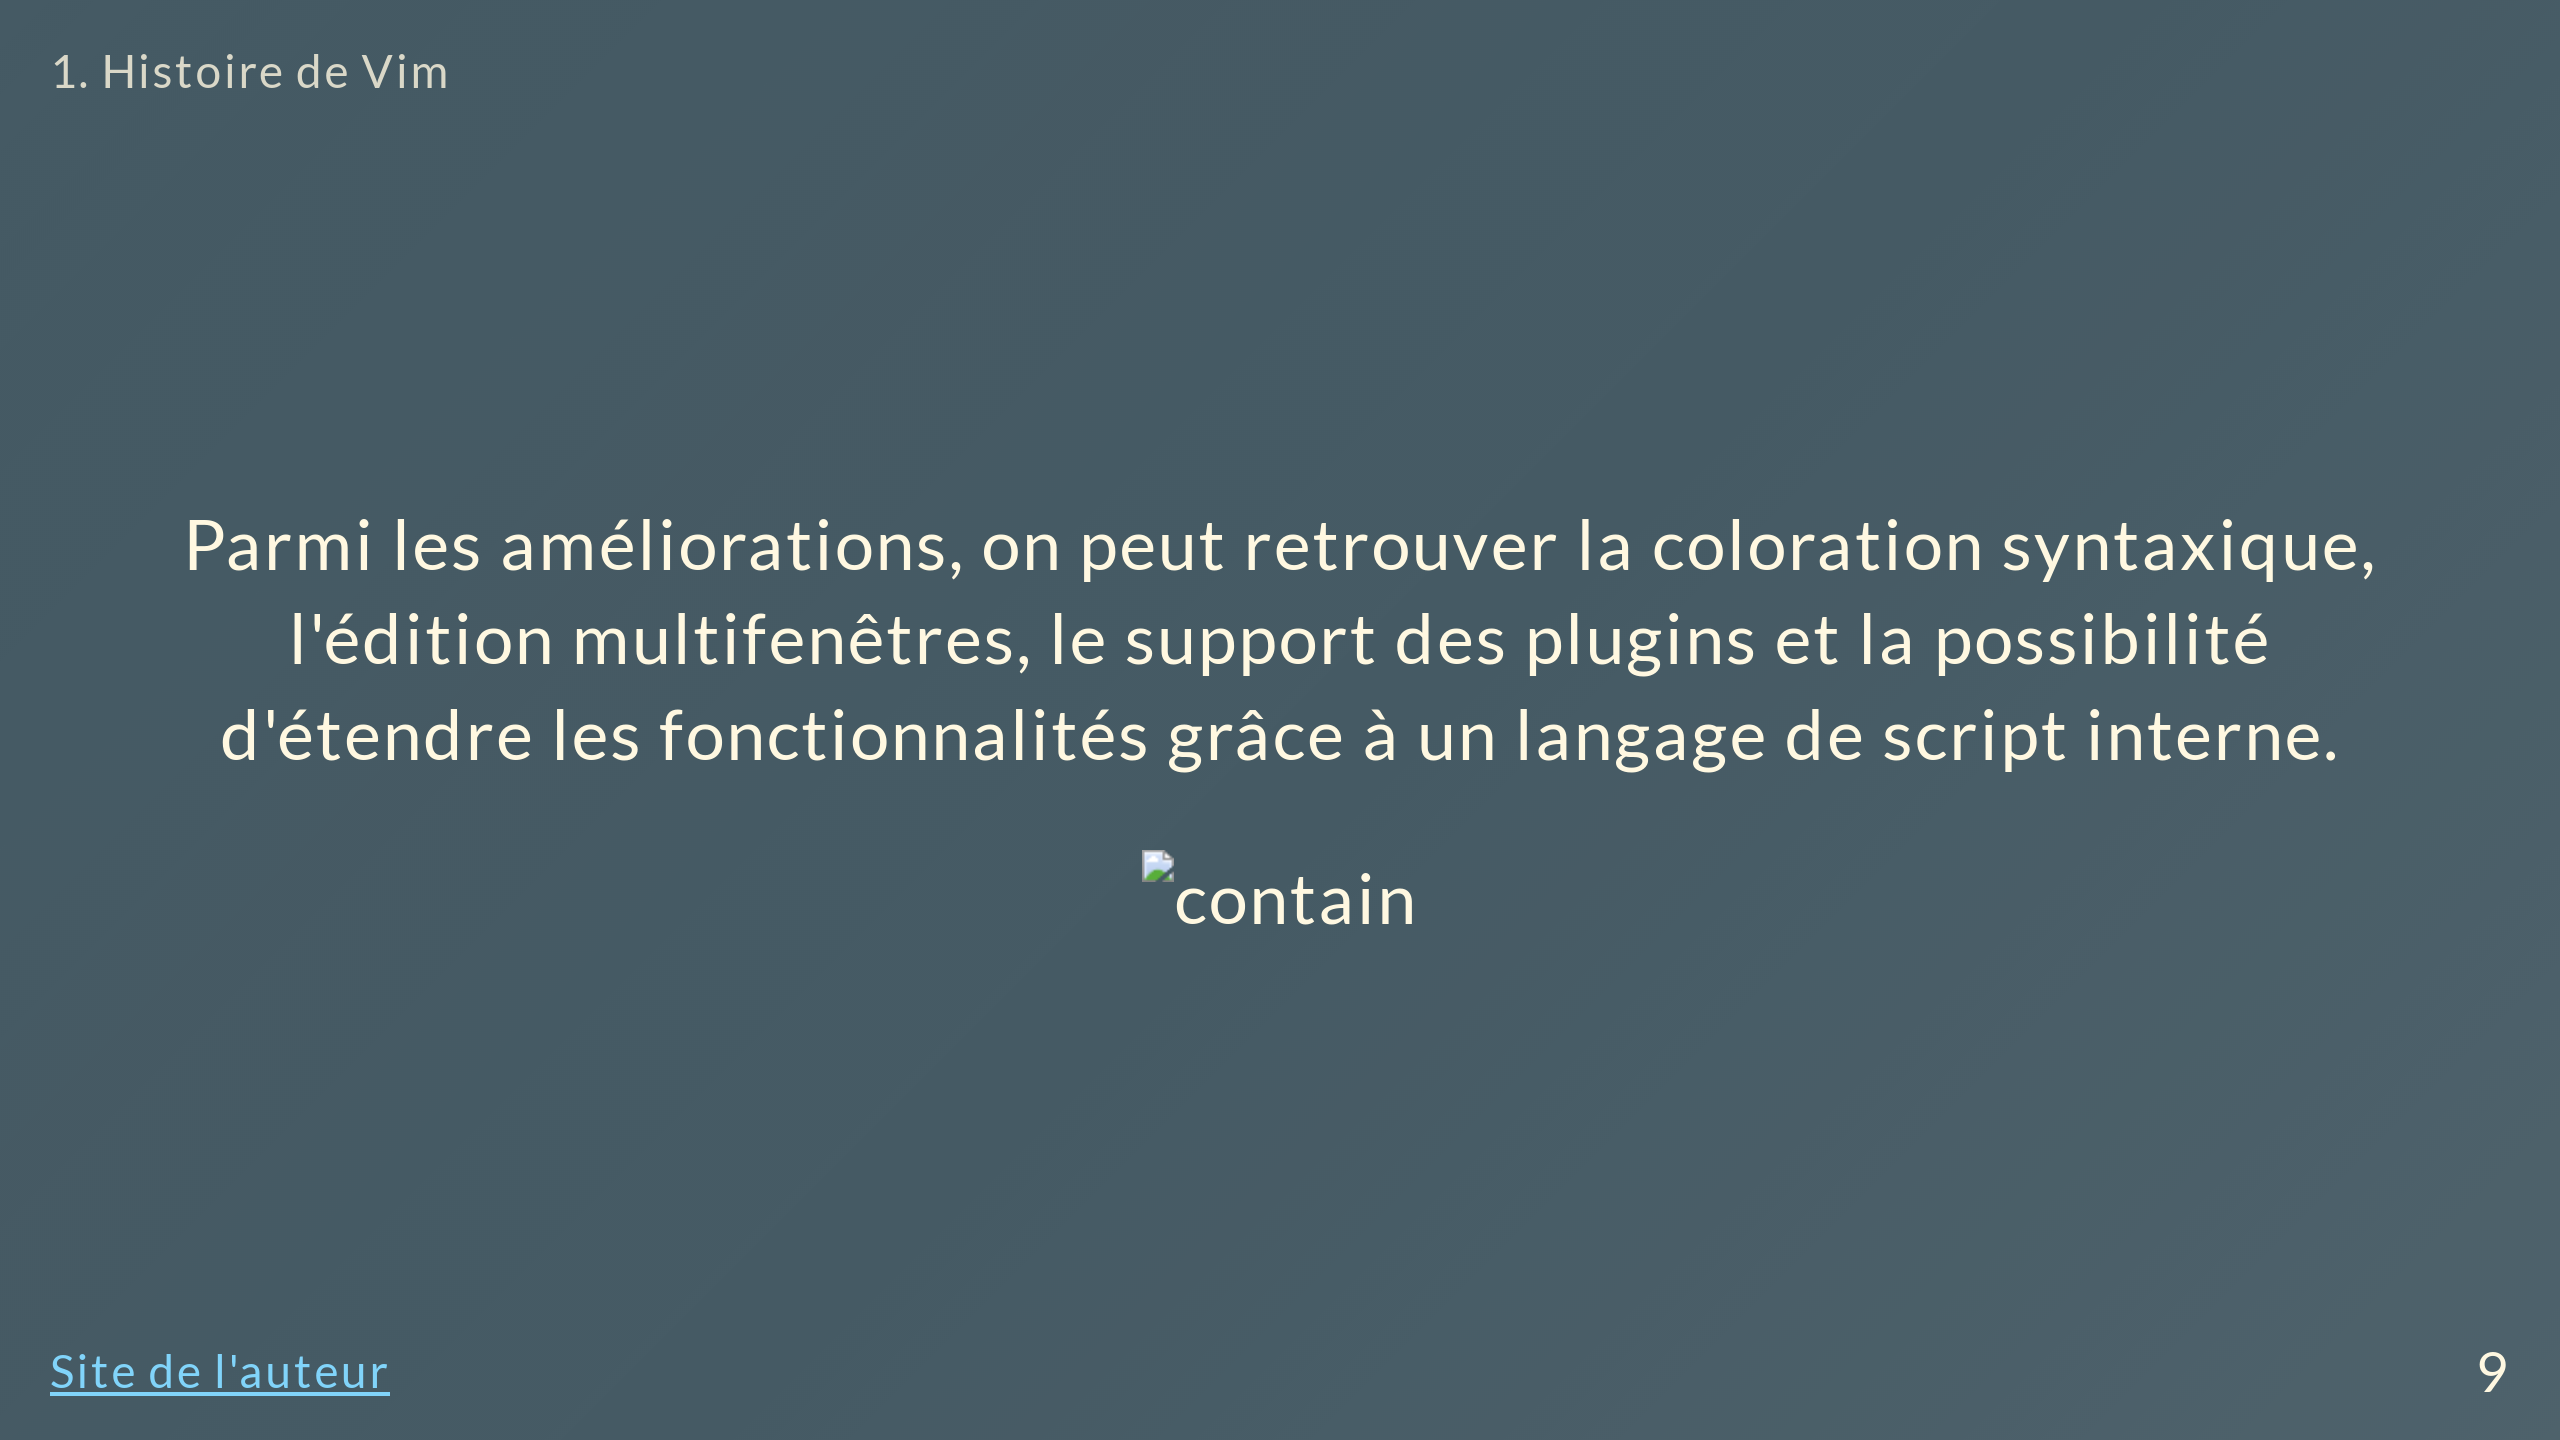 1. Histoire de Vim
Parmi les améliorations, on peut retrouver la coloration syntaxique,
l'édition multifenêtres, le support des plugins et la possibilité
d'étendre les fonctionnalités grâce à un langage de script interne.
contain
Site de l'auteur
9